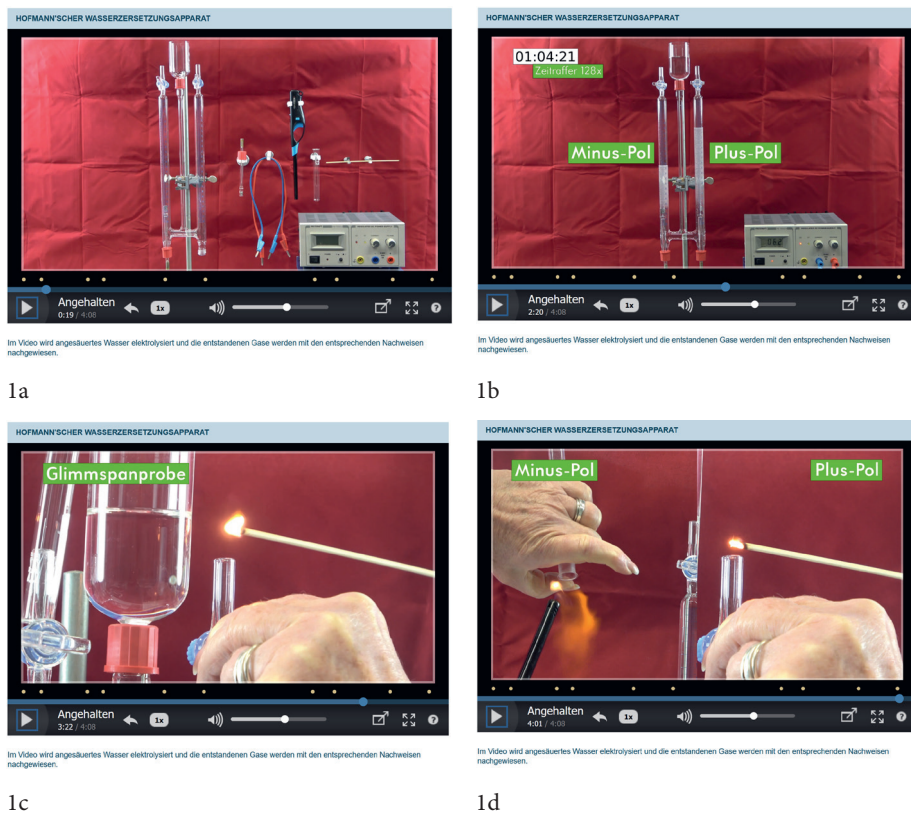 HOFMANN'SCHER WASSERZERSETZUNGSAPPARAT
Angehalten
0:19 / 4:08
1x
?
Im Video wird angesäuertes Wasser elektrolysiert und die entstandenen Gase werden mit den entsprechenden Nachweisen
nachgewiesen.
1a
HOFMANN'SCHER WASSERZERSETZUNGSAPPARAT
01:04:21
Zeitraffer 128x
Minus-Pol
Plus-Pol
Angehalten
2:20 / 4:08
1x
?
Im Video wird angesäuertes Wasser elektrolysiert und die entstandenen Gase werden mit den entsprechenden Nachweisen
nachgewiesen.
1b
HOFMANN'SCHER WASSERZERSETZUNGSAPPARAT
Glimmspanprobe
Angehalten
3:22 / 4:08
1x
?
Im Video wird angesäuertes Wasser elektrolysiert und die entstandenen Gase werden mit den entsprechenden Nachweisen
nachgewiesen.
1c
HOFMANN'SCHER WASSERZERSETZUNGSAPPARAT
Minus-Pol
Plus-Pol
Angehalten
4:01 / 4:08
1x
?
Im Video wird angesäuertes Wasser elektrolysiert und die entstandenen Gase werden mit den entsprechenden Nachweisen
nachgewiesen.
1d